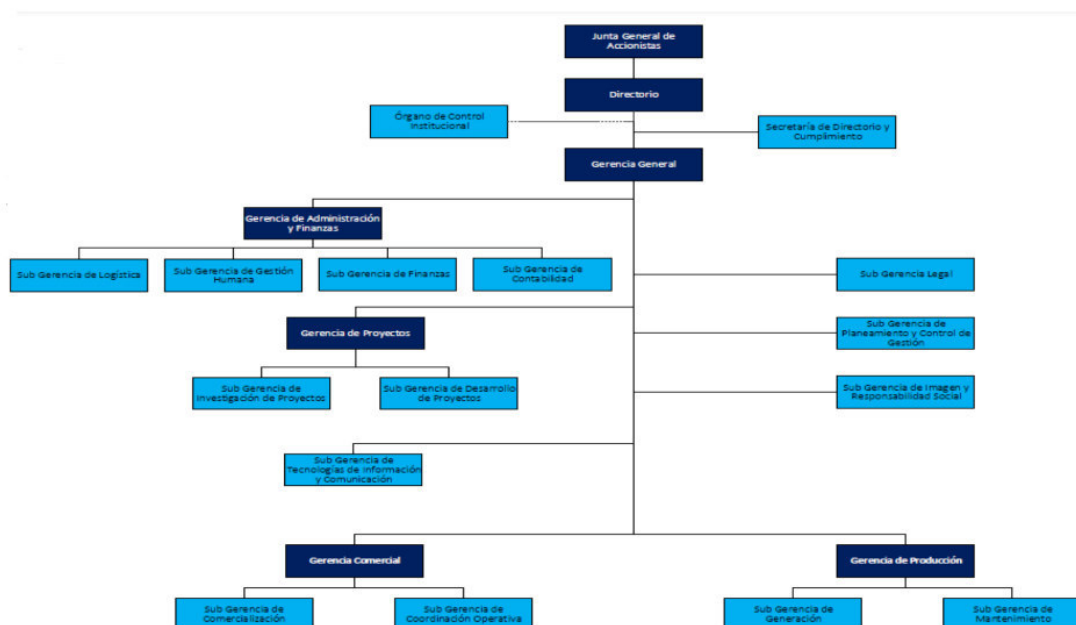 Junta General de
Accionistas
Directorio
Órgano de Control
Institucional
Secretaría de Directorio y
Cumplimiento
Gerencia General
Gerencia de Administración
y Finanzas
Sub Gerencia de Logística
Sub Gerencia de Gestión
Humana
Sub Gerencia de Finanzas
Sub Gerencia de
Contabilidad
Sub Gerencia Legal
Gerencia de Proyectos
Sub Gerencia de
Planeamiento y Control de
Gestión
Sub Gerencia de
Investigación de Proyectos
Sub Gerencia de Desarrollo
de Proyectos
Sub Gerencia de Imagen y
Responsabilidad Social
Sub Gerencia de
Tecnologías de Información
y Comunicación
Gerencia Comercial
Gerencia de Producción
Sub Gerencia de
Comercialización
Sub Gerencia de
Coordinación Operativa
Sub Gerencia de
Generación
Sub Gerencia de
Mantenimiento